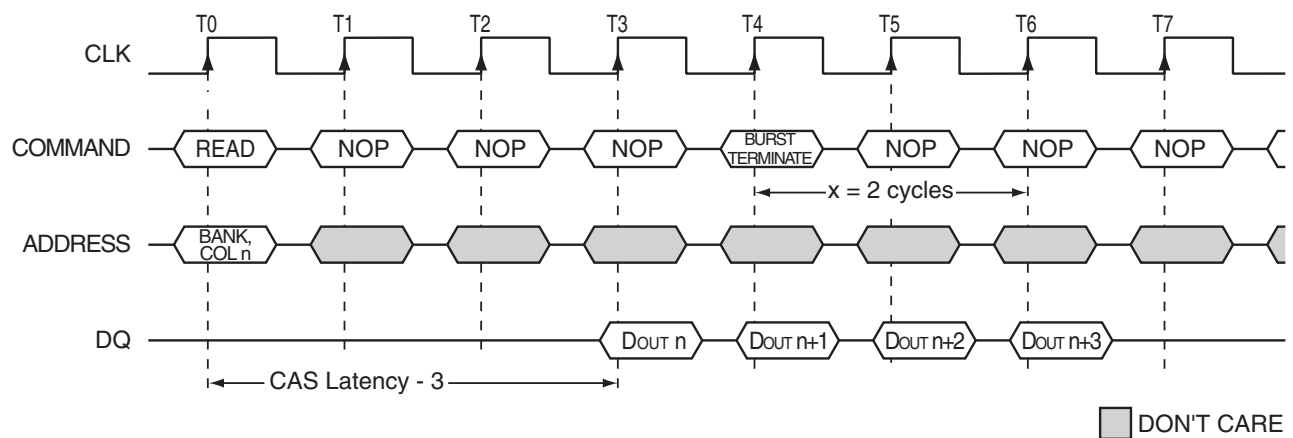 T0 T1 T2 T3 T4 T5 T6 T7
CLK
COMMAND READ NOP NOP NOP BURST TERMINATE NOP NOP NOP
x = 2 cycles
ADDRESS BANK, COL n
DQ DOUT n DOUT n+1 DOUT n+2 DOUT n+3
CAS Latency - 3
DON'T CARE